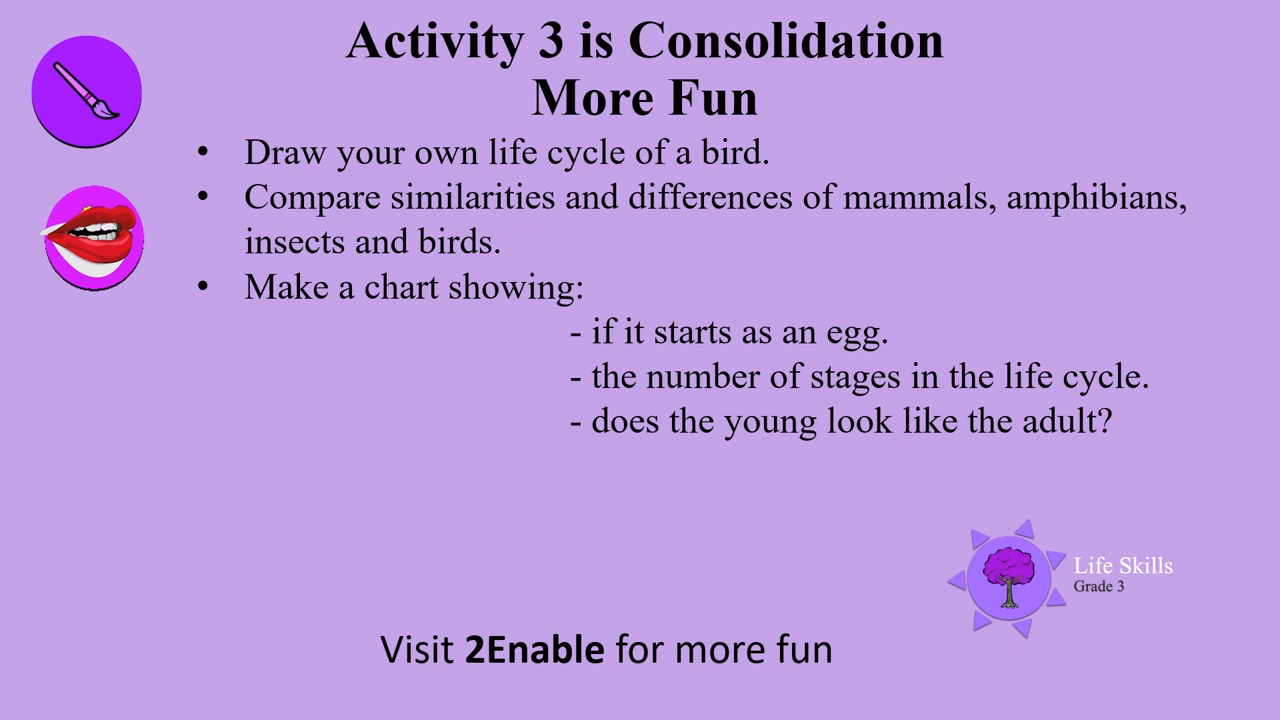 Activity 3 is Consolidation
More Fun
• Draw your own life cycle of a bird.
• Compare similarities and differences of mammals, amphibians,
insects and birds.
• Make a chart showing:
- if it starts as an egg.
- the number of stages in the life cycle.
- does the young look like the adult?
Life Skills
Grade 3
Visit 2Enable for more fun